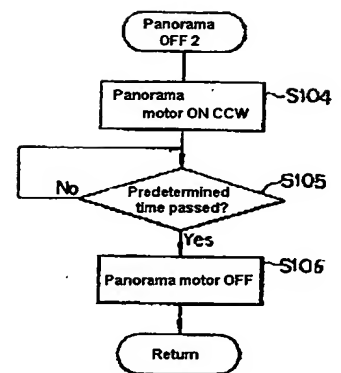 Panorama
OFF 2
Panorama
motor ON CCW
S104
No
Predetermined
time passed?
S105
Yes
Panorama motor OFF
S106
Return